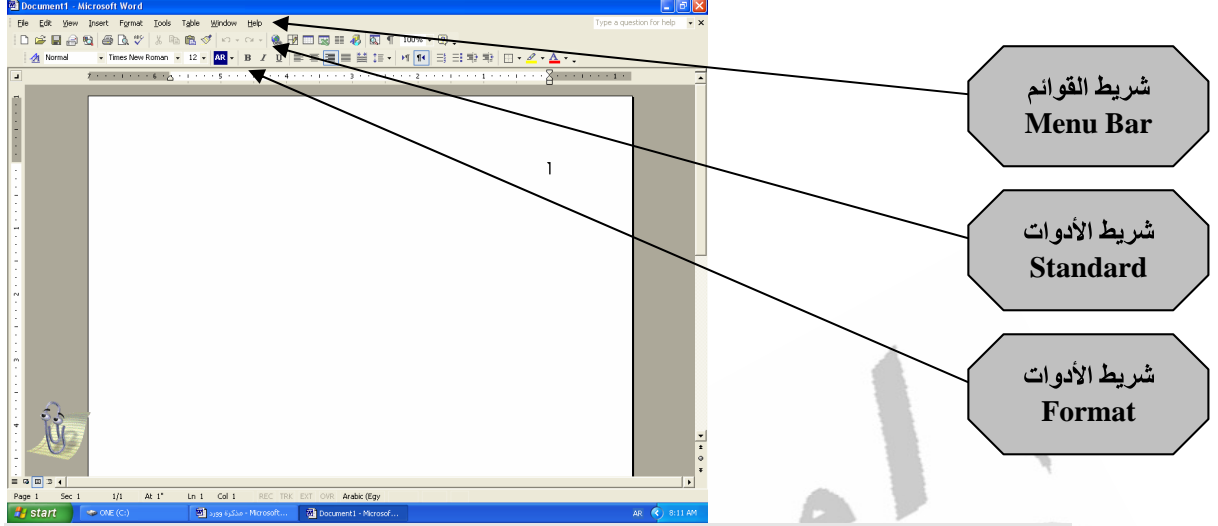 Document1 - Microsoft Word
File Edit View Insert Format Tools Table Window Help
Type a question for help
100%
Normal Times New Roman 12 AR B I U
شريط القوائم
Menu Bar
شريط الأدوات
Standard
شريط الأدوات
Format
Page 1 Sec 1 1/1 At 1" Ln 1 Col 1 REC TRK EXT OVR Arabic (Egy
start ONE (C:) مذكرة وورد - Microsoft... Document1 - Microsof... AR 8:11 AM